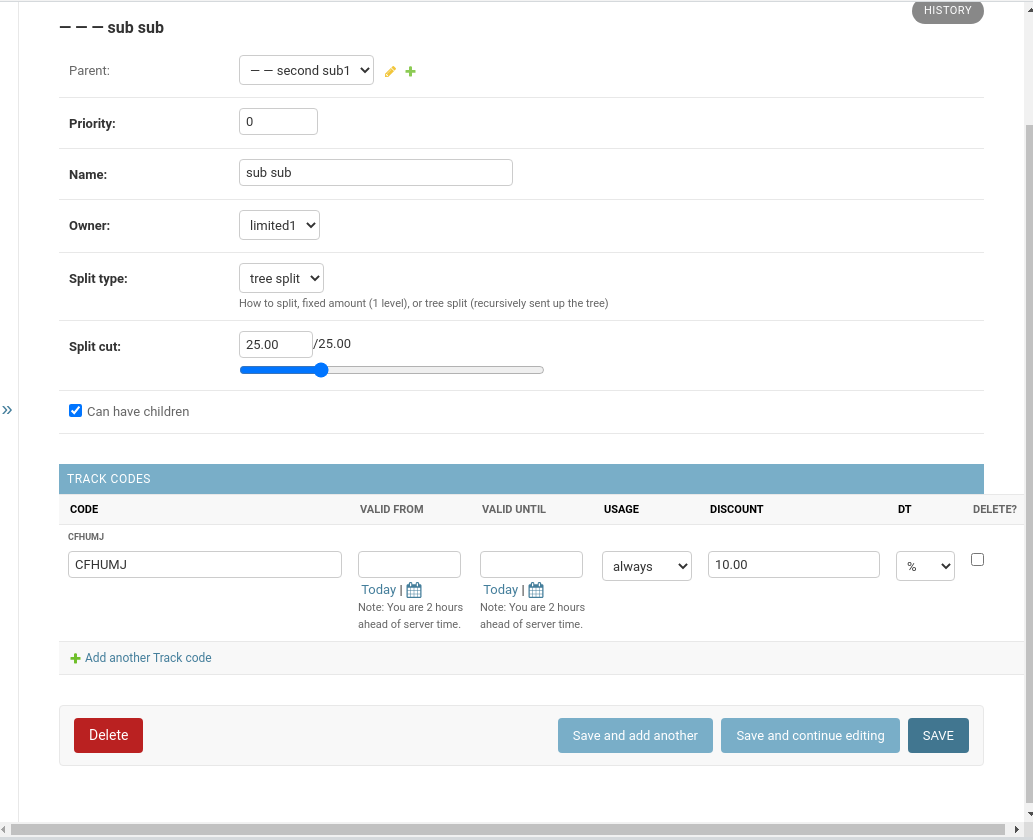 HISTORY
— — — sub sub
Parent: — — second sub1
Priority: 0
Name: sub sub
Owner: limited1
Split type: tree split
How to split, fixed amount (1 level), or tree split (recursively sent up the tree)
Split cut: 25.00 /25.00
»
Can have children
TRACK CODES
CODE VALID FROM VALID UNTIL USAGE DISCOUNT DT DELETE?
CFHUMJ
CFHUMJ always 10.00 %
Today | Today |
Note: You are 2 hours Note: You are 2 hours
ahead of server time. ahead of server time.
Add another Track code
Delete Save and add another Save and continue editing SAVE